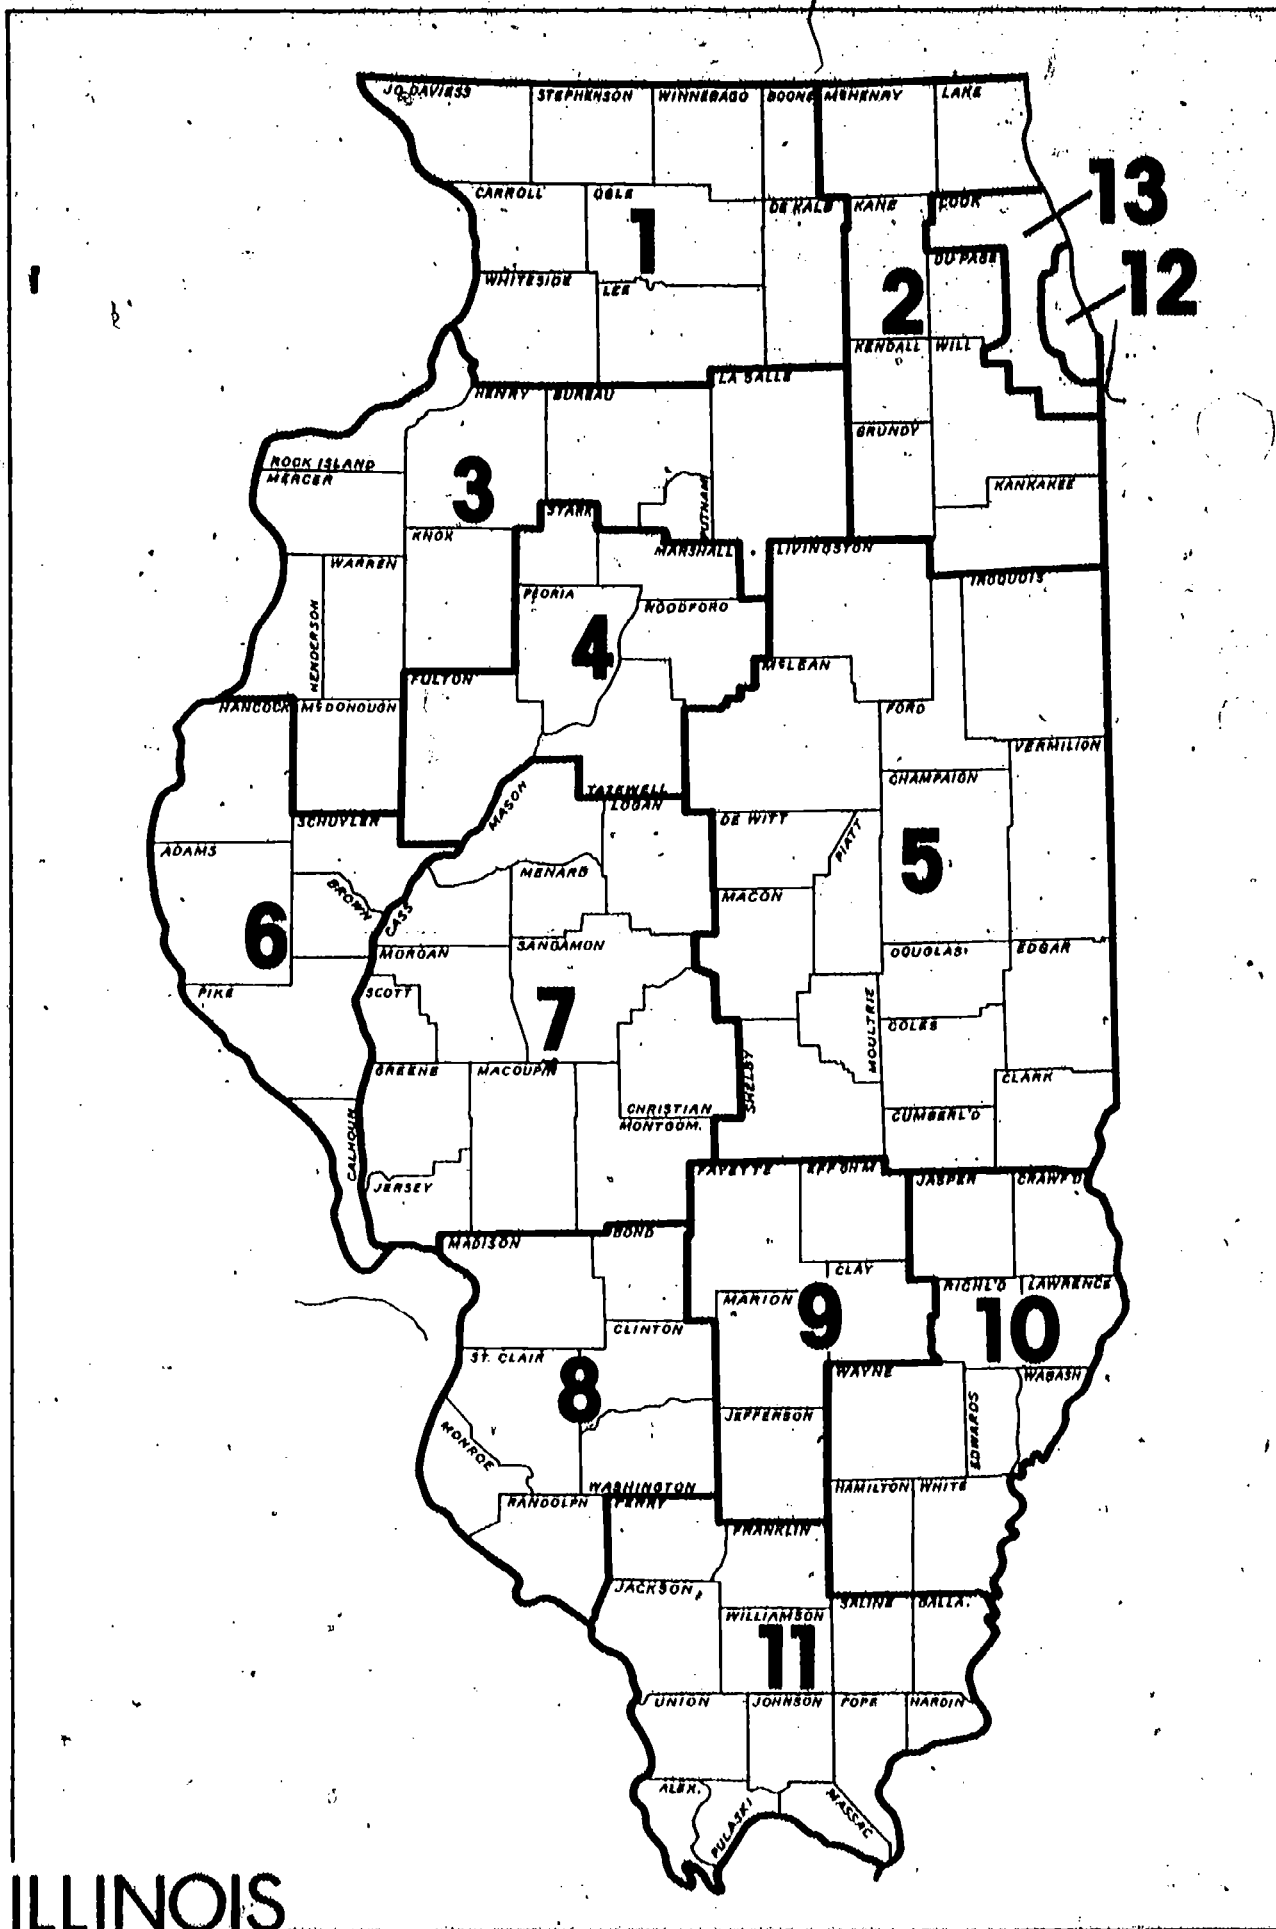 JO DAVIESS STEPHENSON WINNEBAGO BOONE McHENRY LAKE
CARROLL OGLE DE KALB KANE COOK 13
1
WHITESIDE LEE DU PAGE 12
2
KENDALL WILL
LA SALLE
HENRY BUREAU
GRUNDY
ROCK ISLAND
MERCER
3 KANKAKEE
PUTNAM
STARK
KNOX MARSHALL LIVINGSTON
WARREN IROQUOIS
PEORIA WOODFORD
HENDERSON
4
McLEAN
FULTON
HANCOCK McDONOUGH FORD
VERMILION
CHAMPAIGN
TAZEWELL
MASON LOGAN
SCHUYLER DE WITT
PIATT
ADAMS 5
MENARD
BROWN MACON
CASS
6
MORGAN SANGAMON DOUGLAS EDGAR
PIKE SCOTT
7 MOULTRIE COLES
GREENE MACOUPIN SHELBY CLARK
CHRISTIAN CUMBERL'D
MONTGOM.
CALHOUN
FAYETTE EFFGHM JASPER CRAWF'D
JERSEY
MADISON BOND
CLAY
MARION RICHL'D LAWRENCE
9 10
CLINTON
ST. CLAIR
8 WAYNE WABASH
JEFFERSON EDWARDS
MONROE
WASHINGTON HAMILTON WHITE
RANDOLPH PERRY
FRANKLIN
JACKSON
WILLIAMSON SALINE GALLA.
11
UNION JOHNSON POPE HARDIN
ALEX.
PULASKI MASSAC
ILLINOIS